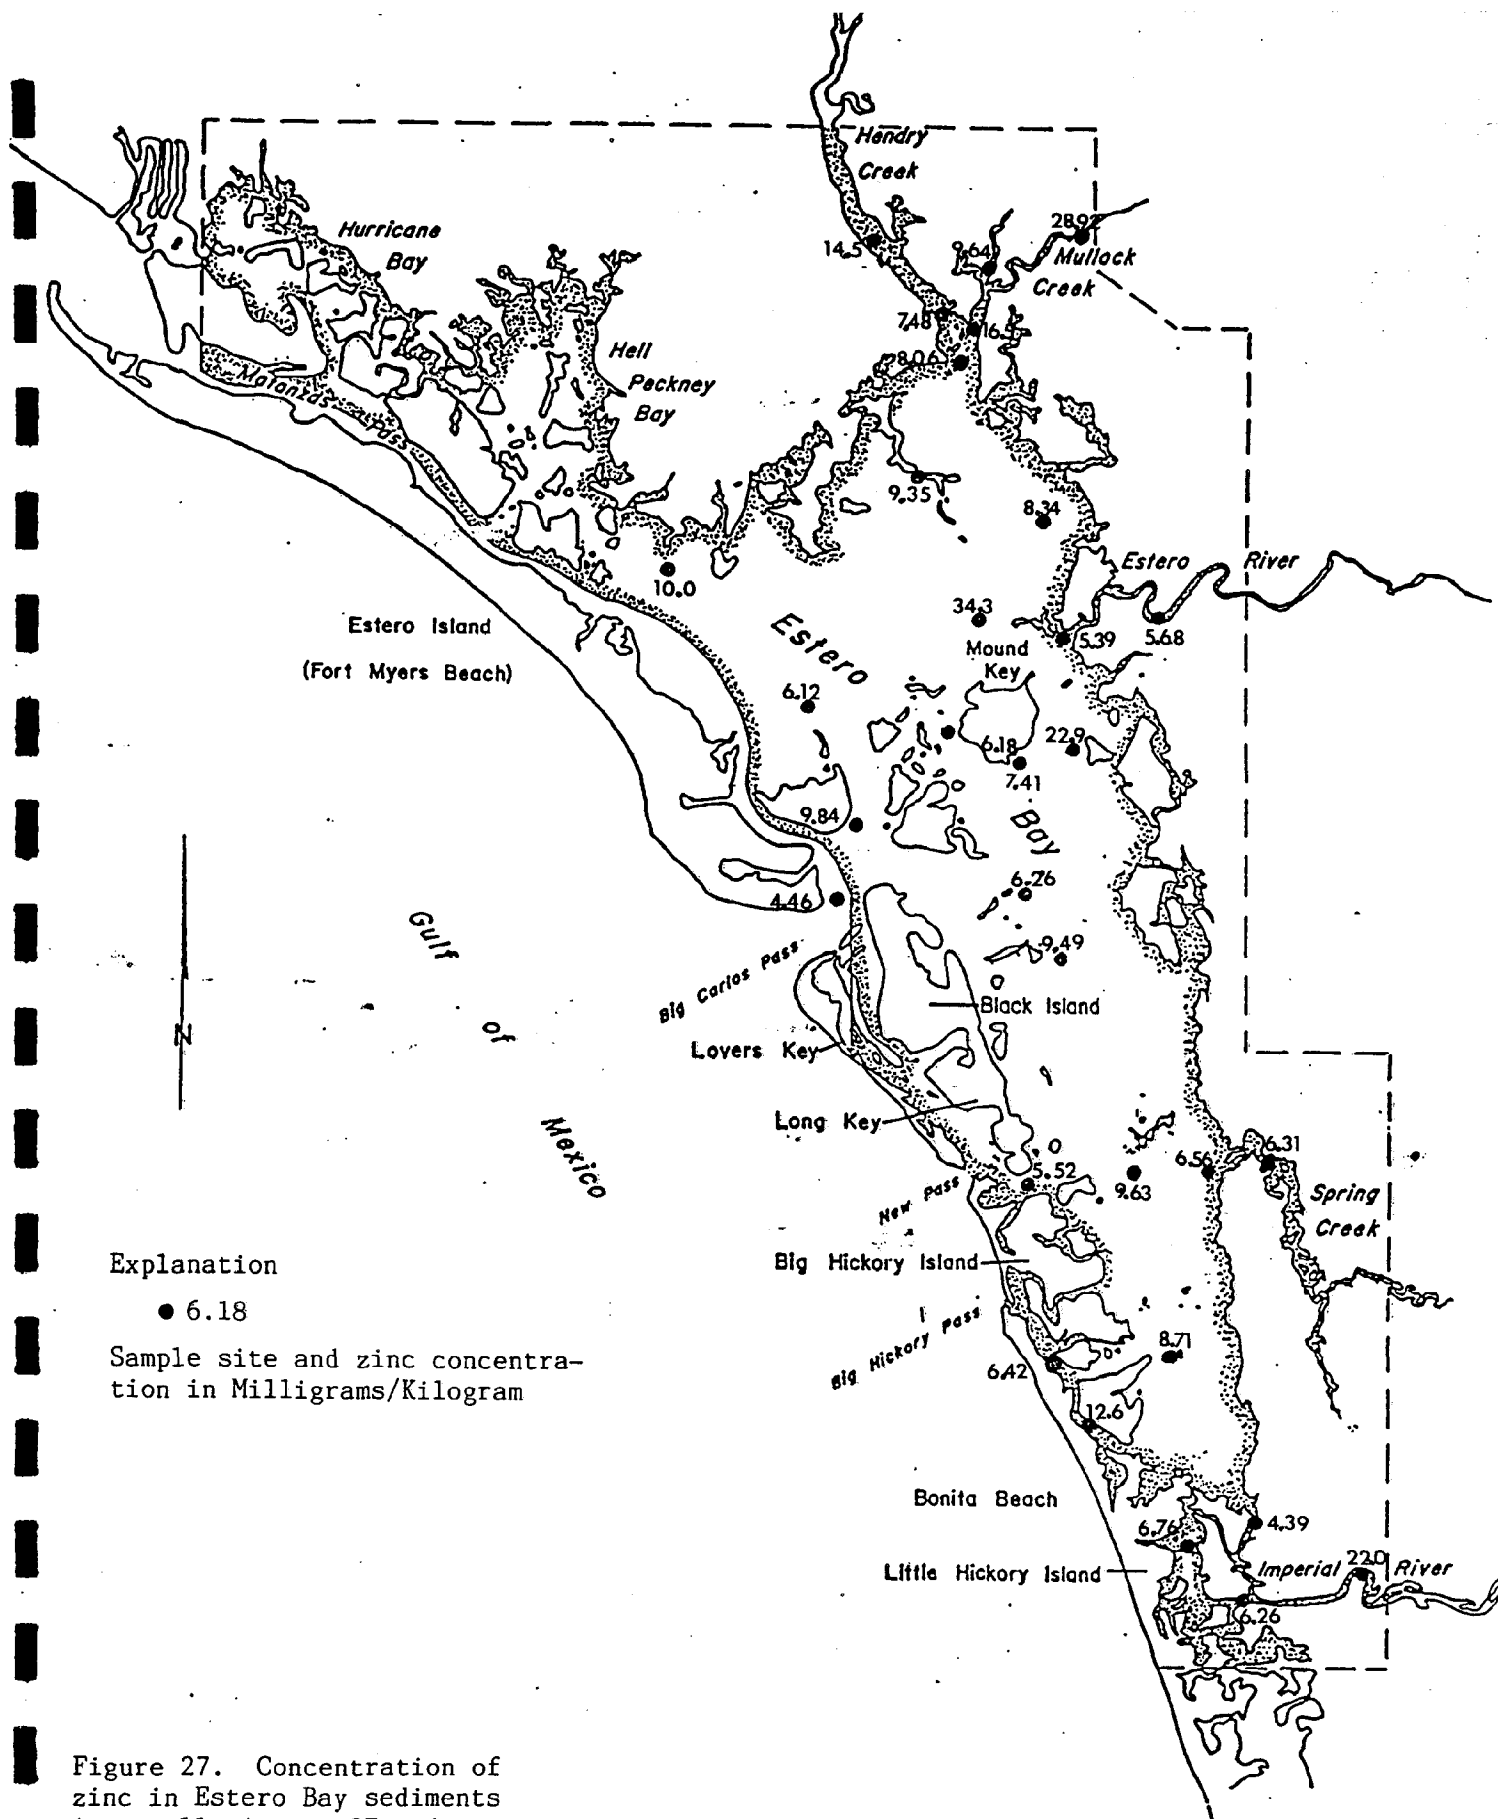 Hendry
Creek
28.92
Mullock
Creek
9.64
14.5
Hurricane
Bay
7.48
16.5
8.06
Hell
Peckney
Bay
Matanzas Pass
9.35
8.34
Estero River
10.0
34.3
5.39
5.68
Estero Island
(Fort Myers Beach)
Mound
Key
Estero
6.12
6.18
22.9
7.41
9.84
Bay
6.26
4.46
9.49
Gulf
of
Mexico
Big Carlos Pass
Black Island
N
Lovers Key
Long Key
5.52
9.63
6.56
6.31
Spring
Creek
New Pass
Big Hickory Island
Explanation
6.18
Sample site and zinc concentra-
tion in Milligrams/Kilogram
Big Hickory Pass
8.71
6.42
12.6
Bonita Beach
6.76
4.39
Little Hickory Island
Imperial River
22.0
6.26
Figure 27. Concentration of
zinc in Estero Bay sediments